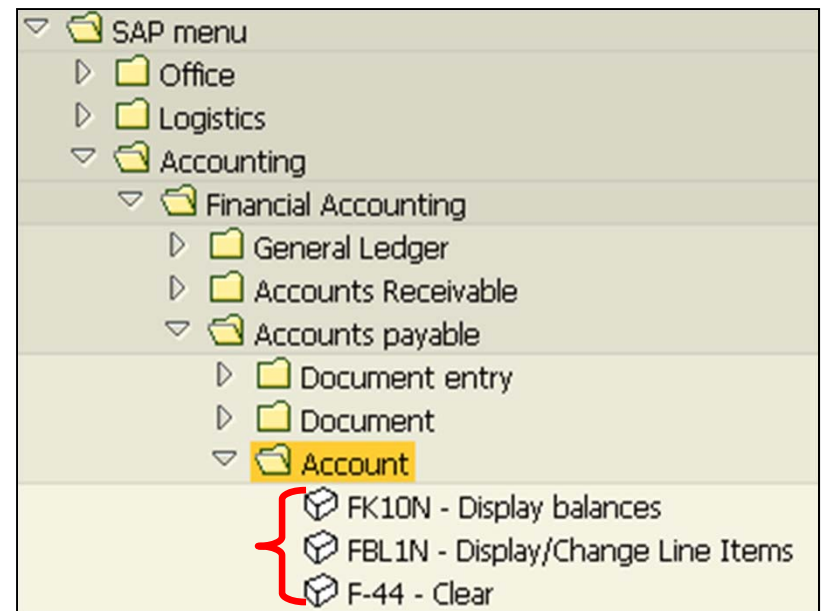 SAP menu
Office
Logistics
Accounting
Financial Accounting
General Ledger
Accounts Receivable
Accounts payable
Document entry
Document
Account
FK10N - Display balances
FBL1N - Display/Change Line Items
F-44 - Clear